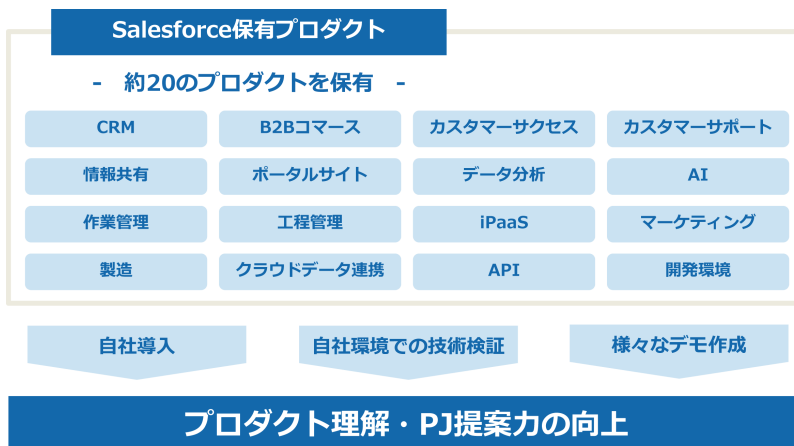 Salesforce保有プロダクト
- 約20のプロダクトを保有 -
CRM B2Bコマース カスタマーサクセス カスタマーサポート
情報共有 ポータルサイト データ分析 AI
作業管理 工程管理 iPaaS マーケティング
製造 クラウドデータ連携 API 開発環境
自社導入 自社環境での技術検証 様々なデモ作成
プロダクト理解・PJ提案力の向上